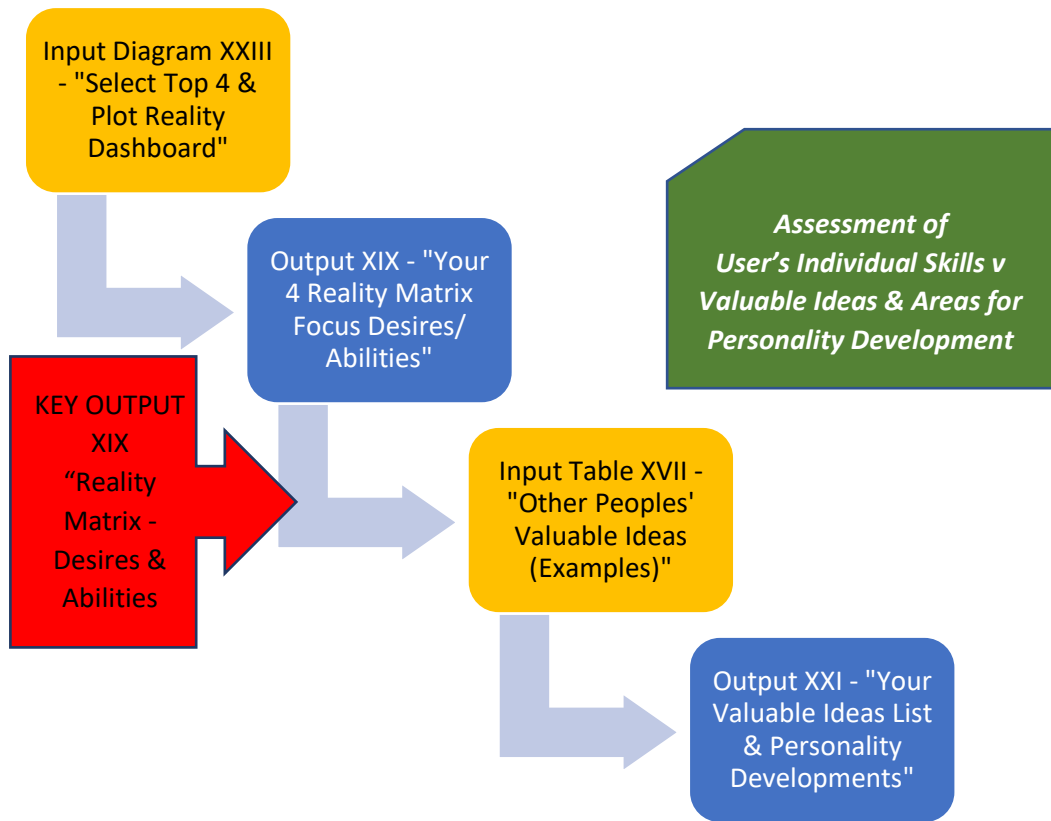 Input Diagram XXIII
- "Select Top 4 &
Plot Reality
Dashboard"
Assessment of
User’s Individual Skills v
Valuable Ideas & Areas for
Personality Development
Output XIX - "Your
4 Reality Matrix
Focus Desires/
Abilities"
KEY OUTPUT
XIX
“Reality
Matrix -
Desires &
Abilities
Input Table XVII -
"Other Peoples'
Valuable Ideas
(Examples)"
Output XXI - "Your
Valuable Ideas List
& Personality
Developments"